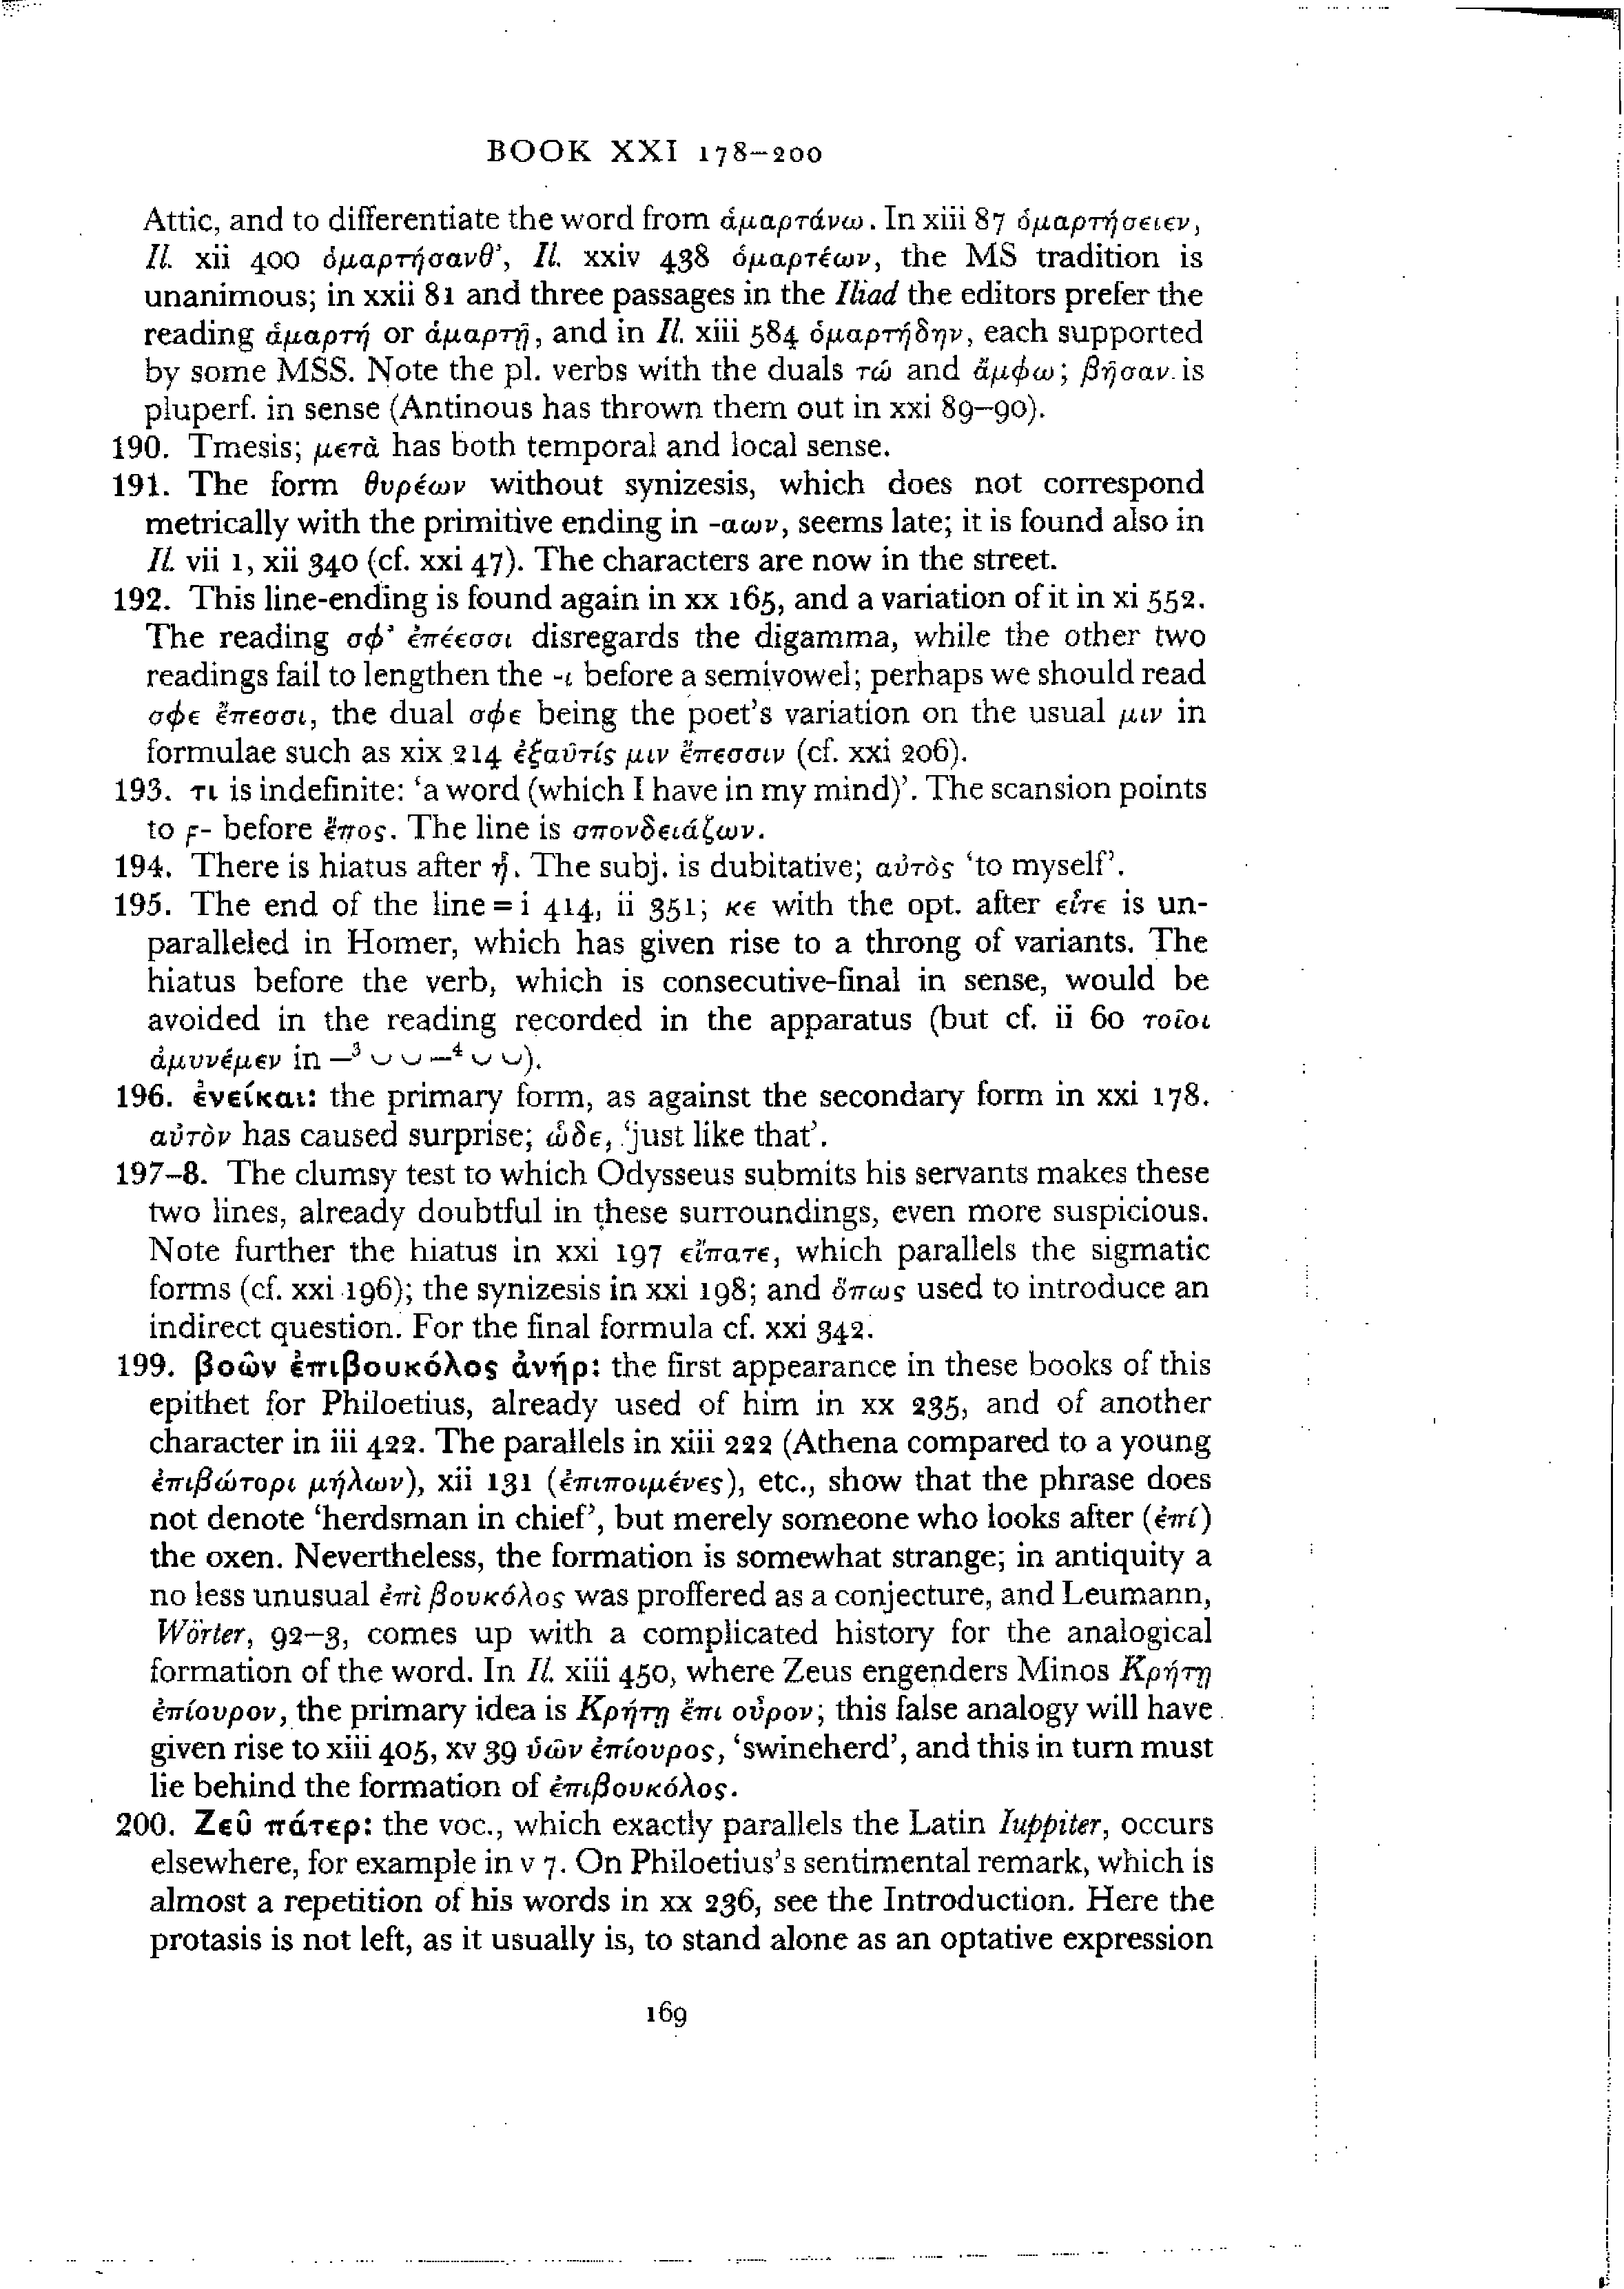 BOOK XXI 178–200
Attic, and to differentiate the word from ἁμαρτάνω. In xiii 87 ὁμαρτήσειεν,
Il. xii 400 ὁμαρτήσανθ’, Il. xxiv 438 ὁμαρτέων, the MS tradition is
unanimous; in xxii 81 and three passages in the Iliad the editors prefer the
reading ἁμαρτή or ἁμαρτῇ, and in Il. xiii 584 ὁμαρτήδην, each supported
by some MSS. Note the pl. verbs with the duals τώ and ἄμφω; βῆσαν is
pluperf. in sense (Antinous has thrown them out in xxi 89–90).
190. Tmesis; μετὰ has both temporal and local sense.
191. The form θυρέων without synizesis, which does not correspond
metrically with the primitive ending in -αων, seems late; it is found also in
Il. vii 1, xii 340 (cf. xxi 47). The characters are now in the street.
192. This line-ending is found again in xx 165, and a variation of it in xi 552.
The reading σφ’ ἐπέεσσι disregards the digamma, while the other two
readings fail to lengthen the -ι before a semivowel; perhaps we should read
σφε ἔπεσσι, the dual σφε being the poet’s variation on the usual μιν in
formulae such as xix 214 ἐξαῦτίς μιν ἔπεσσιν (cf. xxi 206).
193. τι is indefinite: ‘a word (which I have in my mind)’. The scansion points
to ϝ- before ἔπος. The line is σπονδειάζων.
194. There is hiatus after ἦ. The subj. is dubitative; αὐτὸς ‘to myself’.
195. The end of the line = i 414, ii 351; κε with the opt. after εἴτε is un-
paralleled in Homer, which has given rise to a throng of variants. The
hiatus before the verb, which is consecutive-final in sense, would be
avoided in the reading recorded in the apparatus (but cf. ii 60 τοῖοι
ἀμυνέμεν in –³ ∪ ∪ –⁴ ∪ ∪).
196. ἐνείκαι: the primary form, as against the secondary form in xxi 178.
αὐτὸν has caused surprise; ὧδε, ‘just like that’.
197–8. The clumsy test to which Odysseus submits his servants makes these
two lines, already doubtful in these surroundings, even more suspicious.
Note further the hiatus in xxi 197 εἴπατε, which parallels the sigmatic
forms (cf. xxi 196); the synizesis in xxi 198; and ὅπως used to introduce an
indirect question. For the final formula cf. xxi 342.
199. βοῶν ἐπιβουκόλος ἀνήρ: the first appearance in these books of this
epithet for Philoetius, already used of him in xx 235, and of another
character in iii 422. The parallels in xiii 222 (Athena compared to a young
ἐπιβώτορι μήλων), xii 131 (ἐπιποιμένες), etc., show that the phrase does
not denote ‘herdsman in chief’, but merely someone who looks after (ἐπί)
the oxen. Nevertheless, the formation is somewhat strange; in antiquity a
no less unusual ἐπὶ βουκόλος was proffered as a conjecture, and Leumann,
Wörter, 92–3, comes up with a complicated history for the analogical
formation of the word. In Il. xiii 450, where Zeus engenders Minos Κρήτῃ
ἐπίουρον, the primary idea is Κρήτῃ ἔπι οὖρον; this false analogy will have
given rise to xiii 405, xv 39 ὑῶν ἐπίουρος, ‘swineherd’, and this in turn must
lie behind the formation of ἐπιβουκόλος.
200. Ζεῦ πάτερ: the voc., which exactly parallels the Latin Iuppiter, occurs
elsewhere, for example in v 7. On Philoetius’s sentimental remark, which is
almost a repetition of his words in xx 236, see the Introduction. Here the
protasis is not left, as it usually is, to stand alone as an optative expression
169